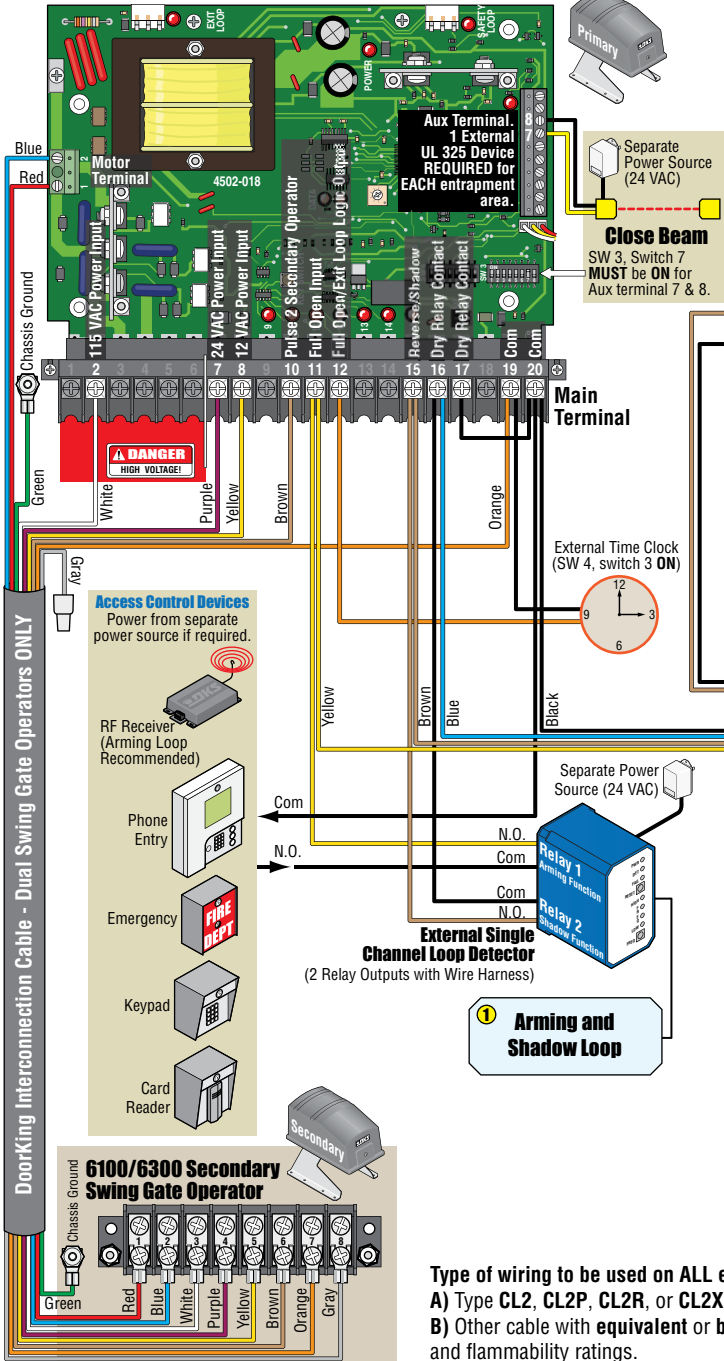 EXIT
LOOP
SAFETY
LOOP
POWER
Primary
DKS
Blue
Red
2
1
Motor
Terminal
4502-018
Aux Terminal.
1 External
UL 325 Device
REQUIRED for
EACH entrapment
area.
8
7
Separate
Power Source
(24 VAC)
Close Beam
SW 3, Switch 7
MUST be ON for
Aux terminal 7 & 8.
SW 3
Chassis Ground
115 VAC Power Input
24 VAC Power Input
12 VAC Power Input
Pulse 2 Secondary Operator
Full Open Input
Full Open/Exit Loop Logic Output
Reverse/Shadow
Dry Relay Contact
Dry Relay Contact
Com
Com
9
13
14
1 2 3 4 5 6 7 8 9 10 11 12 13 14 15 16 17 18 19 20
Main
Terminal
DANGER
HIGH VOLTAGE!
Green
White
Purple
Yellow
Brown
Orange
Gray
External Time Clock
(SW 4, switch 3 ON)
12
9
3
6
Access Control Devices
Power from separate
power source if required.
DKS
RF Receiver
(Arming Loop
Recommended)
Phone
Entry
Emergency
FIRE
DEPT
Keypad
Card
Reader
Yellow
Brown
Blue
Black
Com
N.O.
Separate Power
Source (24 VAC)
N.O.
Com
Com
N.O.
Relay 1
Arming Function
Relay 2
Shadow Function
External Single
Channel Loop Detector
(2 Relay Outputs with Wire Harness)
1
Arming and
Shadow Loop
DoorKing Interconnection Cable - Dual Swing Gate Operators ONLY
Secondary
DKS
6100/6300 Secondary
Swing Gate Operator
Chassis Ground
1 2 3 4 5 6 7 8
Green
Red
Blue
White
Purple
Yellow
Brown
Orange
Gray
Type of wiring to be used on ALL e
A) Type CL2, CL2P, CL2R, or CL2X
B) Other cable with equivalent or b
and flammability ratings.